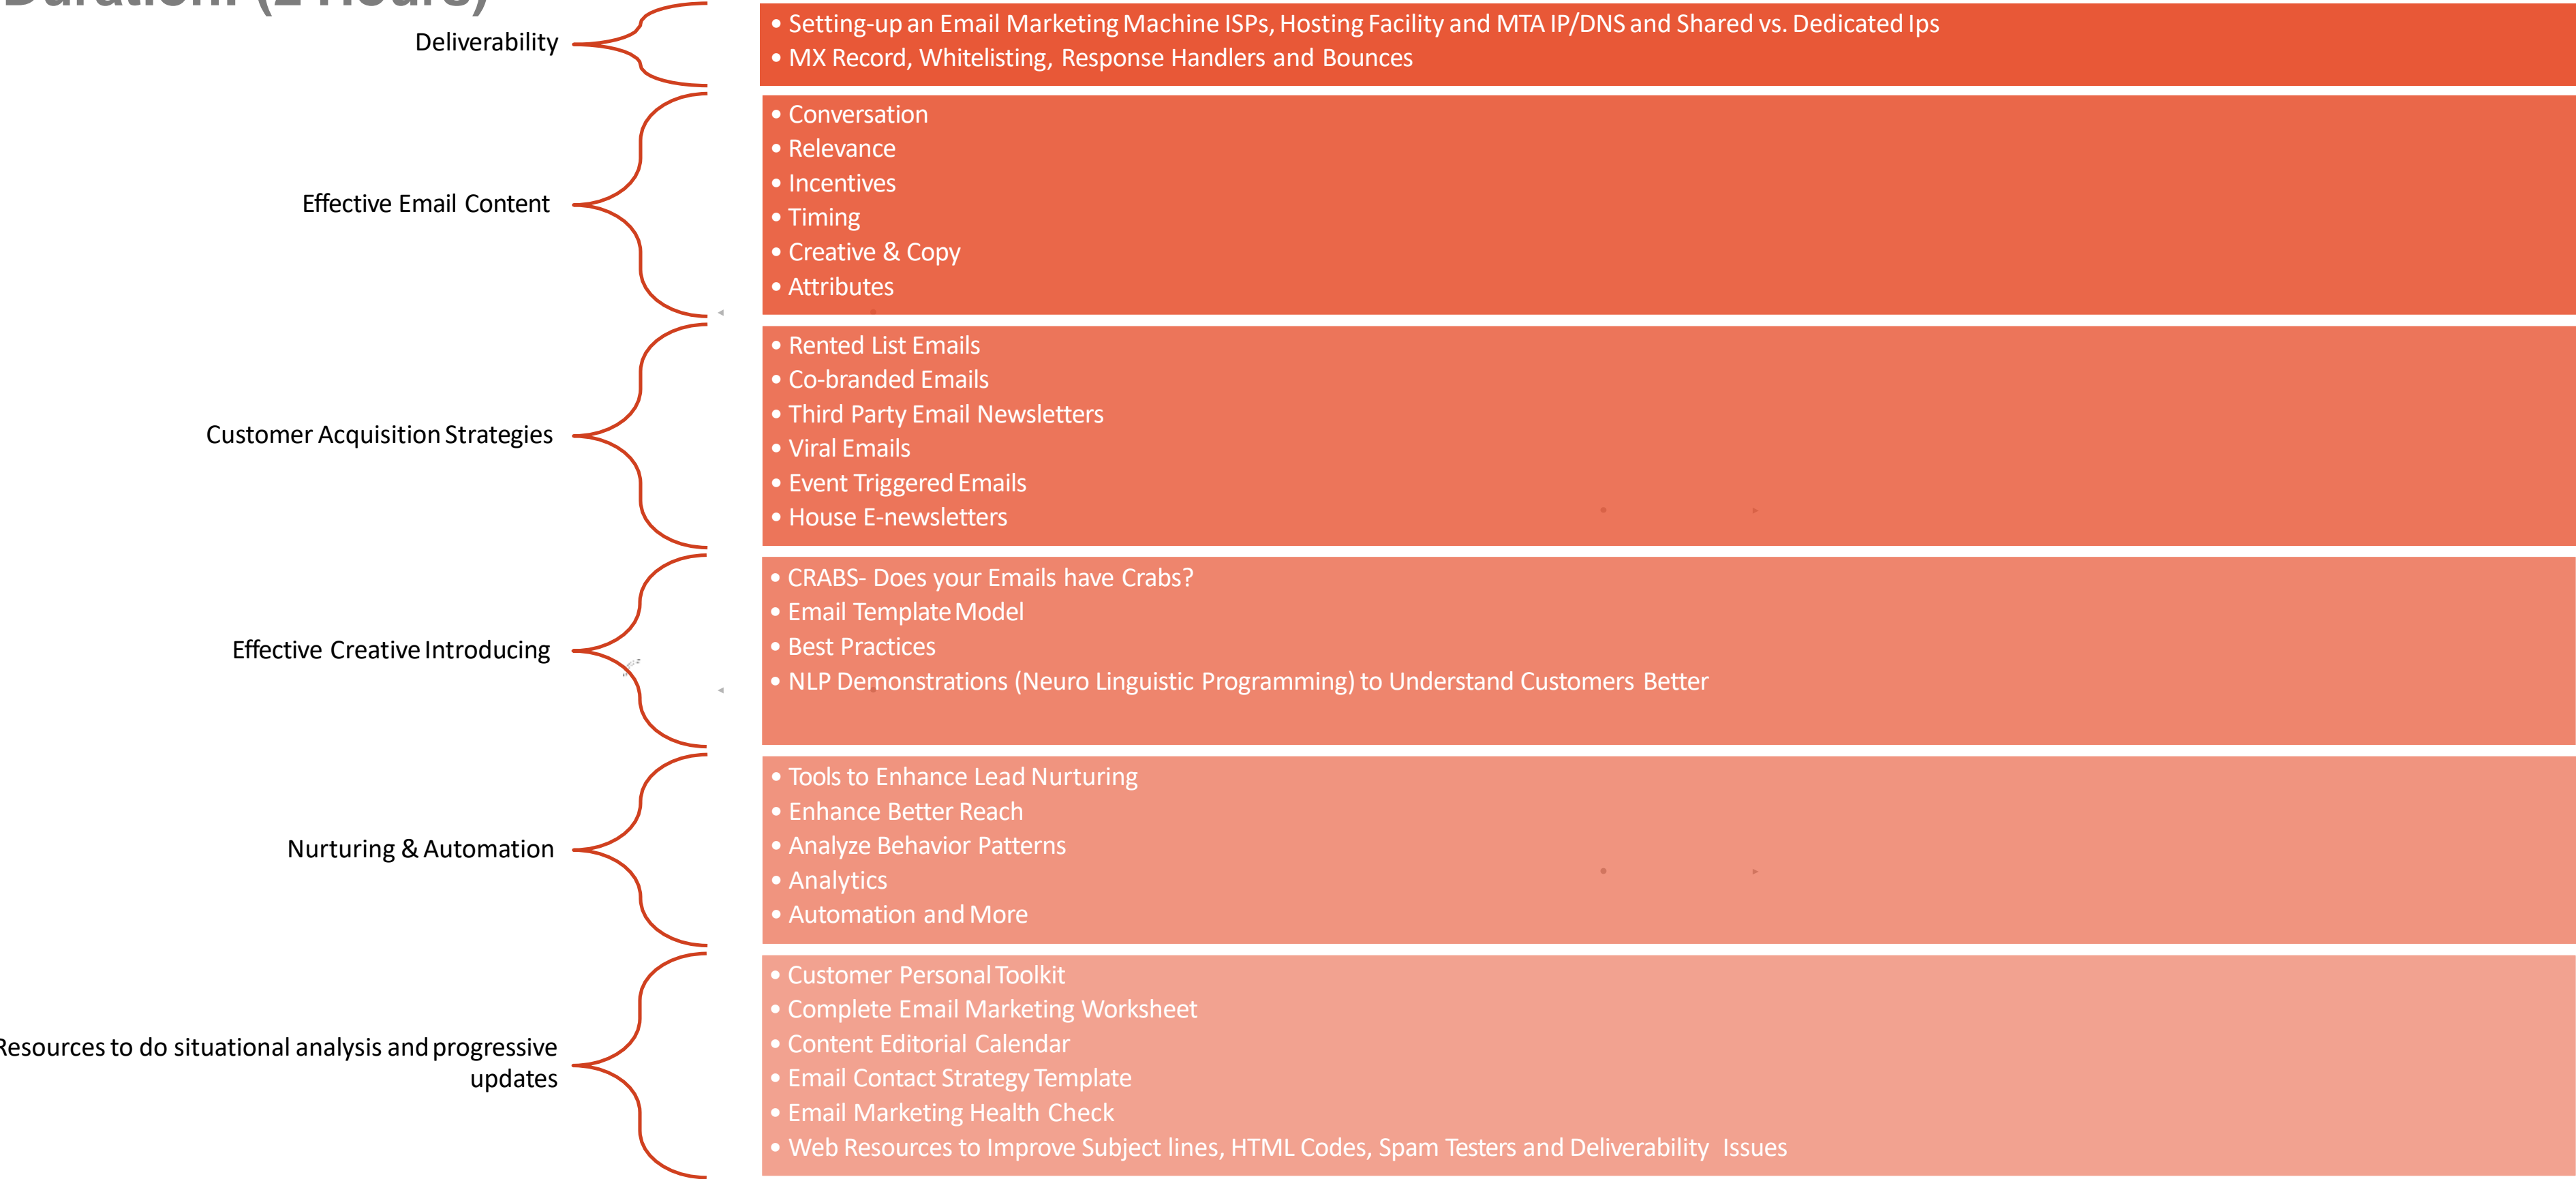 Duration: (2 Hours)
Deliverability
• Setting-up an Email Marketing Machine ISPs, Hosting Facility and MTA IP/DNS and Shared vs. Dedicated Ips
• MX Record, Whitelisting, Response Handlers and Bounces
Effective Email Content
• Conversation
• Relevance
• Incentives
• Timing
• Creative & Copy
• Attributes
Customer Acquisition Strategies
• Rented List Emails
• Co-branded Emails
• Third Party Email Newsletters
• Viral Emails
• Event Triggered Emails
• House E-newsletters
Effective Creative Introducing
• CRABS- Does your Emails have Crabs?
• Email Template Model
• Best Practices
• NLP Demonstrations (Neuro Linguistic Programming) to Understand Customers Better
Nurturing & Automation
• Tools to Enhance Lead Nurturing
• Enhance Better Reach
• Analyze Behavior Patterns
• Analytics
• Automation and More
Resources to do situational analysis and progressive
updates
• Customer Personal Toolkit
• Complete Email Marketing Worksheet
• Content Editorial Calendar
• Email Contact Strategy Template
• Email Marketing Health Check
• Web Resources to Improve Subject lines, HTML Codes, Spam Testers and Deliverability Issues